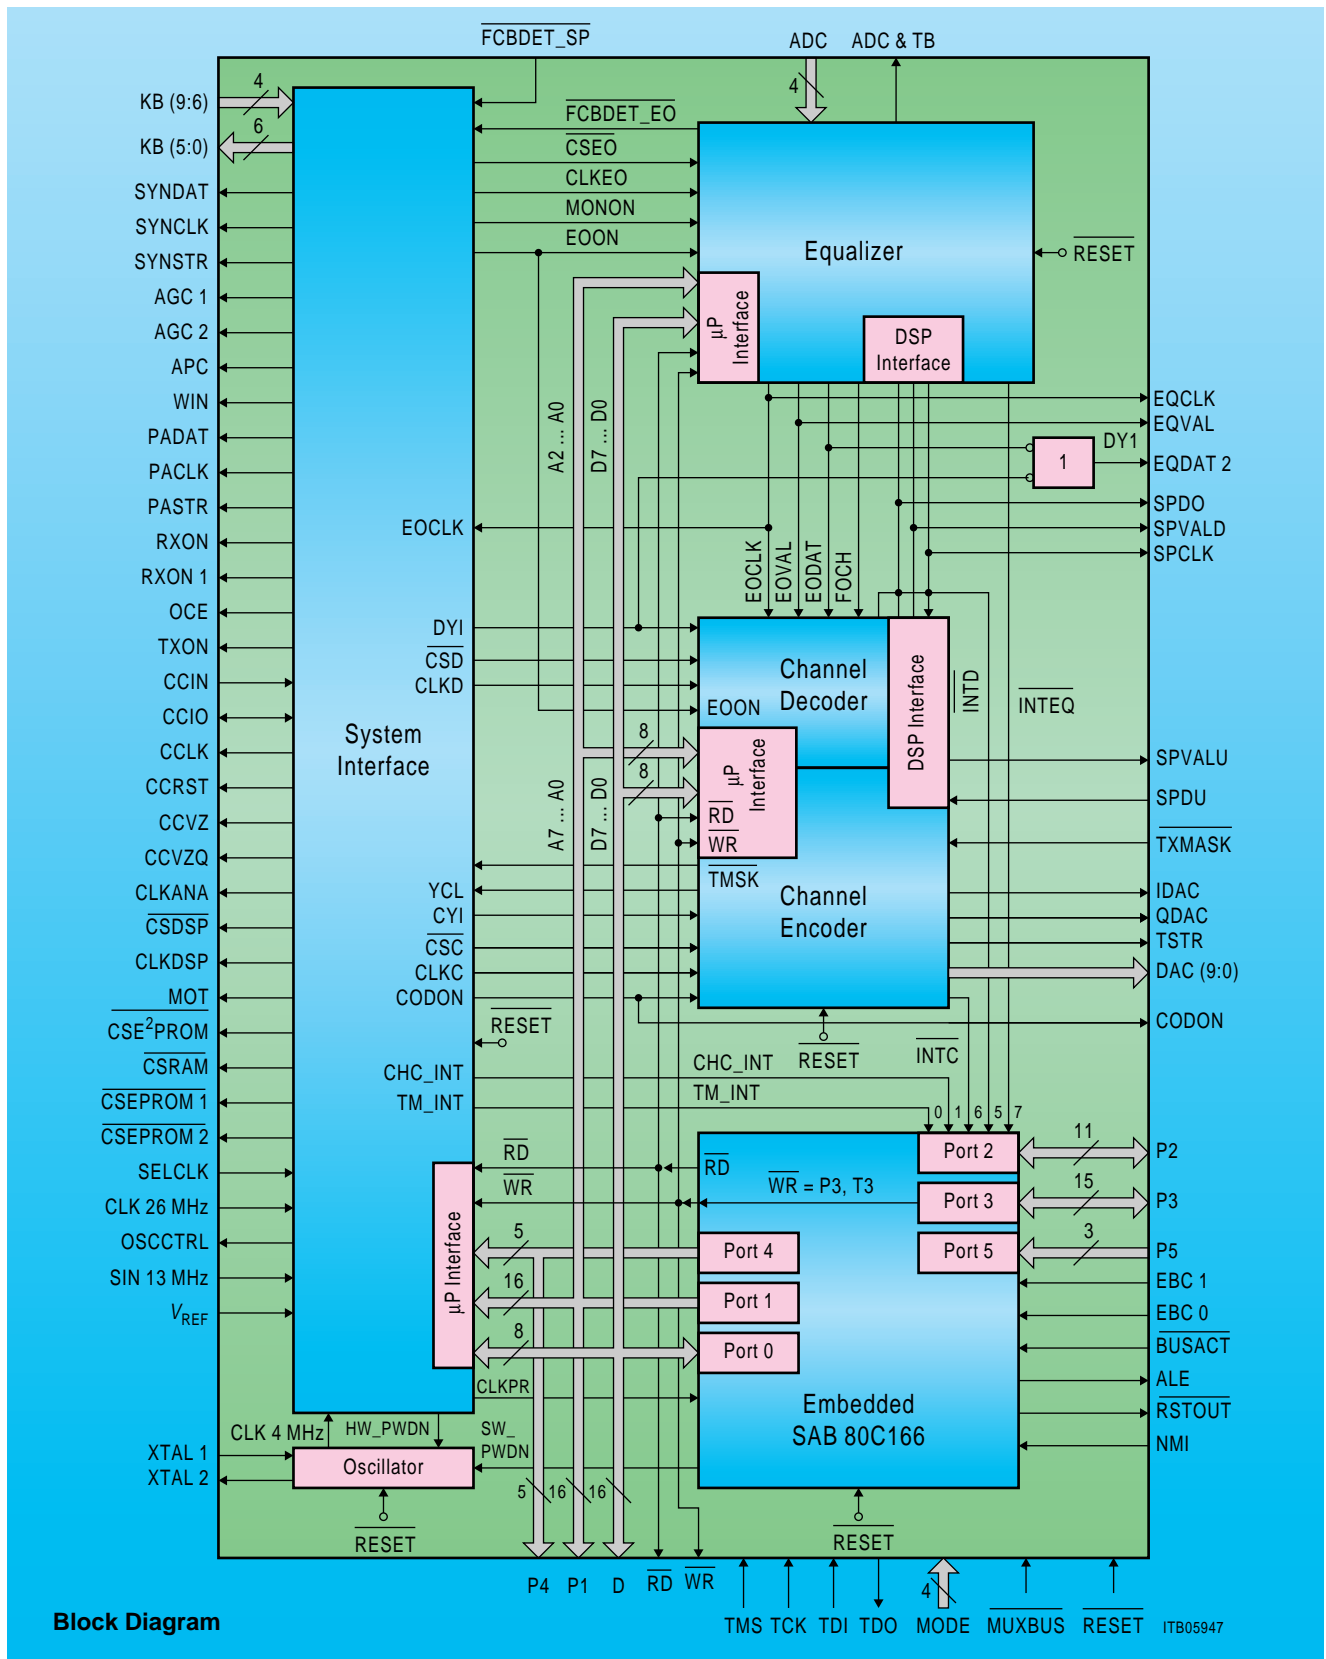 FCBDET_SP
ADC
ADC & TB
KB (9:6)
4
4
KB (5:0)
6
FCBDET_EO
CSEO
CLKEO
MONON
EOON
SYNDAT
SYNCLK
SYNSTR
AGC 1
AGC 2
APC
WIN
PADAT
PACLK
PASTR
RXON
RXON 1
OCE
TXON
CCIN
CCIO
CCLK
CCRST
CCVZ
CCVZQ
CLKANA
CSDSP
CLKDSP
MOT
CSE²PROM
CSRAM
CSEPROM 1
CSEPROM 2
SELCLK
CLK 26 MHz
OSCCTRL
SIN 13 MHz
VREF
XTAL 1
XTAL 2
System
Interface
Equalizer
RESET
µP
Interface
DSP
Interface
A2 ... A0
D7 ... D0
EQCLK
EQVAL
DY1
1
EQDAT 2
SPDO
SPVALD
SPCLK
EOCLK
EOCLK
EOVAL
EODAT
FOCH
DYI
CSD
CLKD
EOON
Channel
Decoder
DSP Interface
INTD
INTEQ
8
8
µP
Interface
RD
WR
A7 ... A0
D7 ... D0
SPVALU
SPDU
TXMASK
TMSK
YCL
CYI
CSC
CLKC
CODON
Channel
Encoder
IDAC
QDAC
TSTR
DAC (9:0)
CODON
RESET
RESET
INTC
CHC_INT
CHC_INT
TM_INT
TM_INT
0
1
6
5
7
RD
RD
WR
WR = P3, T3
Port 2
11
P2
Port 3
15
P3
Port 5
3
P5
Port 4
5
Port 1
16
Port 0
8
µP Interface
EBC 1
EBC 0
BUSACT
ALE
RSTOUT
NMI
CLKPR
Embedded
SAB 80C166
CLK 4 MHz
HW_PWDN
SW_
PWDN
Oscillator
RESET
5
16
16
RESET
P4
P1
D
RD
WR
4
TMS
TCK
TDI
TDO
MODE
MUXBUS
RESET
Block Diagram
ITB05947